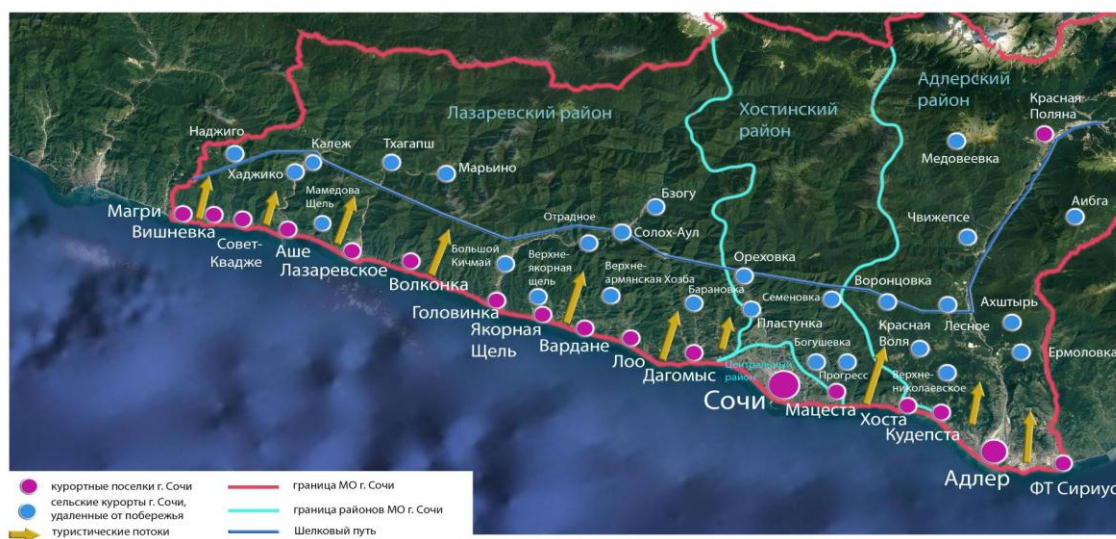 Лазаревский район
Хостинский
район
Адлерский
район
Красная
Поляна
Медовеевка
Аибга
Чвижепсе
Наджиго
Калеж
Тхагапш
Марьино
Хаджико
Мамедова
Щель
Бзогу
Отрадное
Солох-Аул
Магри
Вишневка
Совет-
Квадже
Аше
Лазаревское
Волконка
Большой
Кичмай
Верхне-
якорная
щель
Верхне-
армянская Хозба
Барановка
Ореховка
Семеновка
Воронцовка
Лесное
Ахштырь
Ермоловка
Красная
Воля
Верхне-
николаевское
Пластунка
Богушевка
Прогресс
Центральный
район
Головинка
Якорная
Щель
Вардане
Лоо
Дагомыс
Сочи
Мацеста
Хоста
Кудепста
Адлер
ФТ Сириус
курортные поселки г. Сочи
сельские курорты г. Сочи,
удаленные от побережья
туристические потоки
граница МО г. Сочи
граница районов МО г. Сочи
Шелковый путь